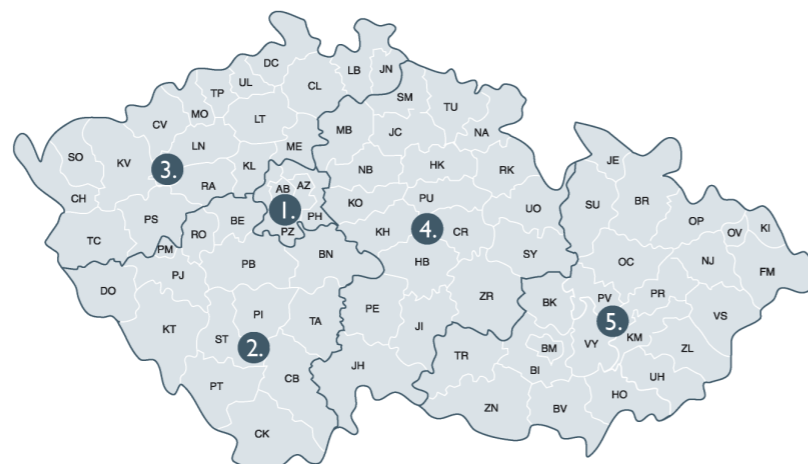 DC
LB
JN
UL
CL
TP
SM
TU
MO
CV
LT
MB
JC
NA
LN
ME
SO
KV
3.
KL
NB
HK
RK
JE
RA
AB
AZ
CH
KO
PU
SU
BR
1.
PS
BE
PH
UO
OP
KI
RO
PZ
KH
4.
CR
OV
TC
PM
BN
SY
PJ
PB
HB
OC
NJ
FM
DO
ZR
PR
PV
BK
PE
PI
VS
KT
TA
5.
ST
2.
JI
KM
VY
BM
ZL
TR
JH
BI
CB
UH
PT
HO
ZN
BV
CK